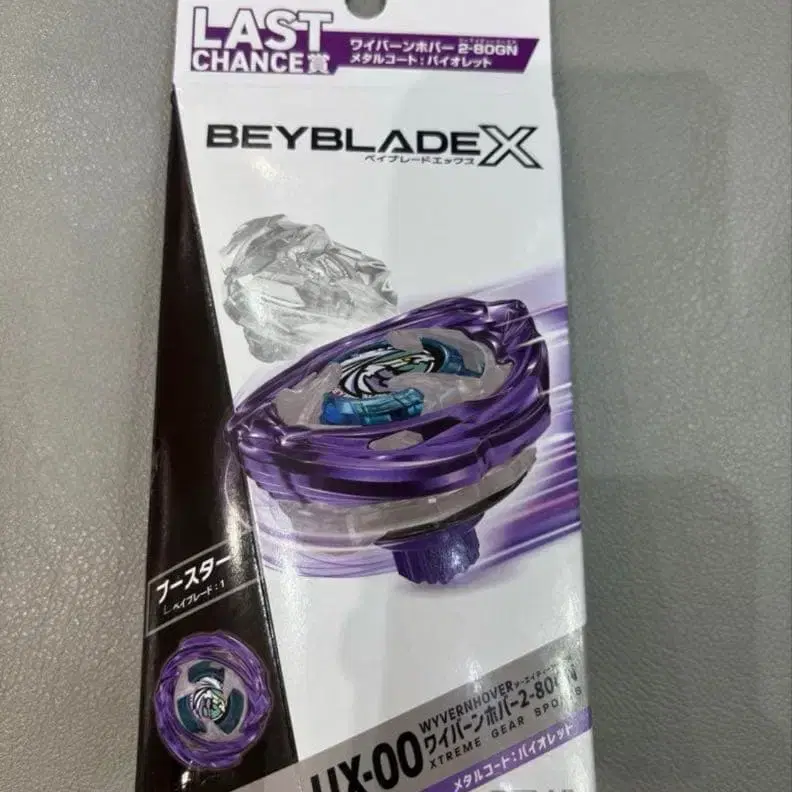 LAST
CHANCE賞
ワイバーンホバー 2-80GN
メタルコート：バイオレット
BEYBLADE X
ベイブレードエックス
ブースター
ベイブレード：1
WYVERNHOVER
UX-00 ワイバーンホバー2-80GN
XTREME GEAR SPORTS
メタルコート：バイオレット